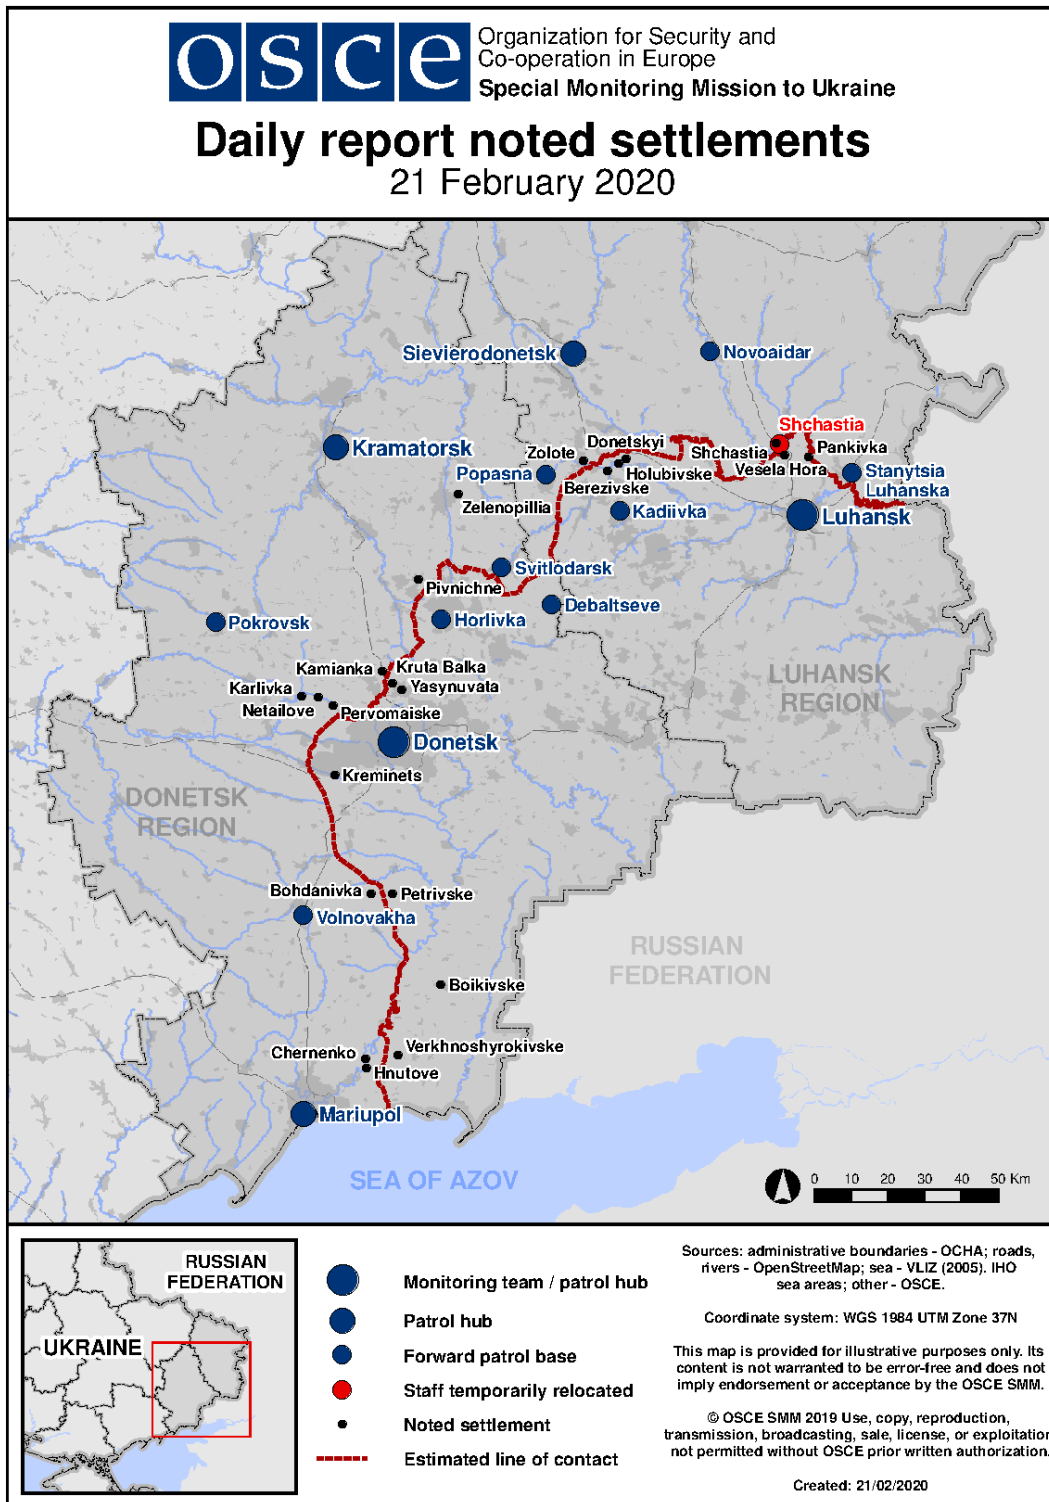 osce
Organization for Security and
Co-operation in Europe
Special Monitoring Mission to Ukraine
Daily report noted settlements
21 February 2020
Sievierodonetsk
Novoaidar
Shchastia
Kramatorsk
Donetskyi
Zolote
Shchastia
Pankivka
Vesela Hora
Popasna
Holubivske
Stanytsia
Luhanska
Berezivske
Zelenopillia
Kadiivka
Luhansk
Svitlodarsk
Pivnichne
Debaltseve
Pokrovsk
Horlivka
Kamianka
Kruta Balka
Karlivka
Yasynuvata
Netailove
Pervomaiske
LUHANSK
REGION
Donetsk
Kreminets
DONETSK
REGION
Bohdanivka
Petrivske
Volnovakha
RUSSIAN
FEDERATION
Boikivske
Chernenko
Verkhnoshyrokivske
Hnutove
Mariupol
SEA OF AZOV
0 10 20 30 40 50 Km
RUSSIAN
FEDERATION
UKRAINE
Monitoring team / patrol hub
Patrol hub
Forward patrol base
Staff temporarily relocated
Noted settlement
Estimated line of contact
Sources: administrative boundaries - OCHA; roads,
rivers - OpenStreetMap; sea - VLIZ (2005). IHO
sea areas; other - OSCE.
Coordinate system: WGS 1984 UTM Zone 37N
This map is provided for illustrative purposes only. Its
content is not warranted to be error-free and does not
imply endorsement or acceptance by the OSCE SMM.
© OSCE SMM 2019 Use, copy, reproduction,
transmission, broadcasting, sale, license, or exploitation
not permitted without OSCE prior written authorization.
Created: 21/02/2020